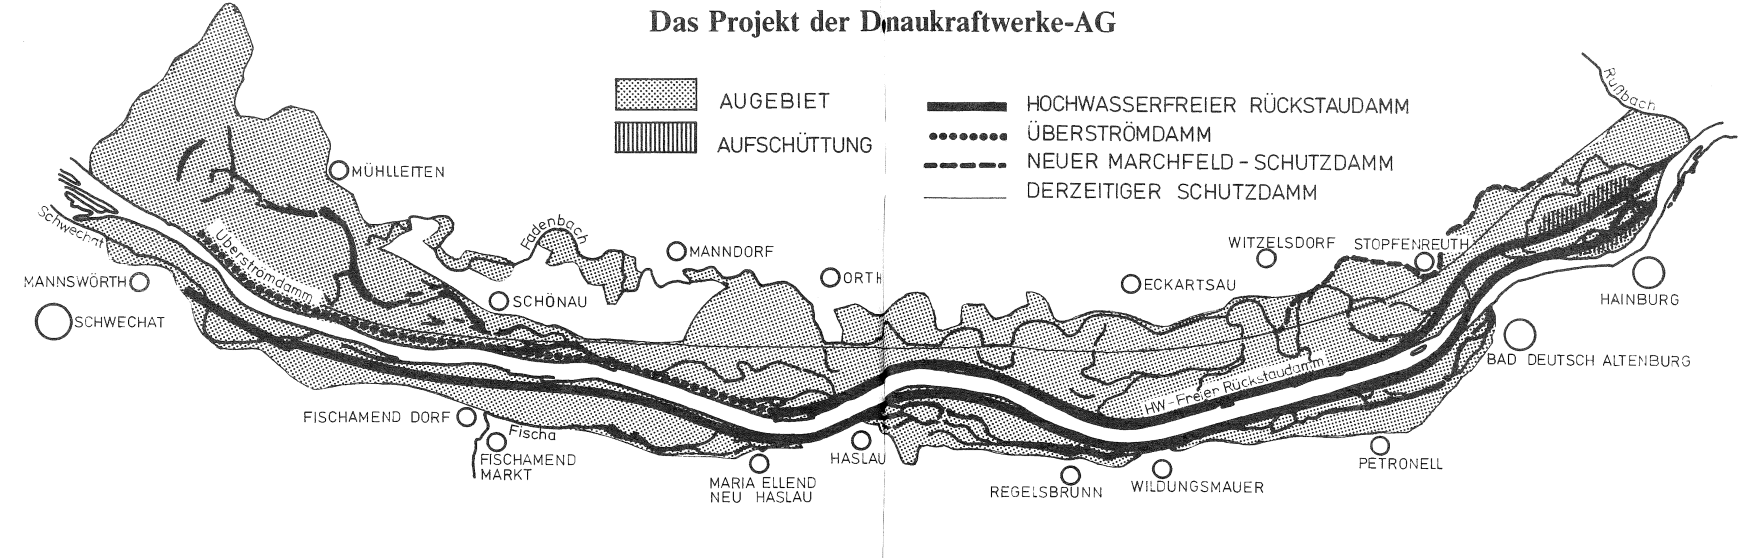 Das Projekt der Donaukraftwerke-AG
AUGEBIET
AUFSCHÜTTUNG
HOCHWASSERFREIER RÜCKSTAUDAMM
ÜBERSTRÖMDAMM
NEUER MARCHFELD-SCHUTZDAMM
DERZEITIGER SCHUTZDAMM
Rußbach
MÜHLLEITEN
Schwechat
Überströmdamm
Fadenbach
MANNDORF
ORTH
WITZELSDORF
STOPFENREUTH
MANNSWÖRTH
SCHWECHAT
SCHÖNAU
ECKARTSAU
HAINBURG
BAD DEUTSCH ALTENBURG
HW-Freier Rückstaudamm
FISCHAMEND DORF
Fischa
FISCHAMEND
MARKT
MARIA ELLEND
NEU HASLAU
HASLAU
REGELSBRUNN
WILDUNGSMAUER
PETRONELL